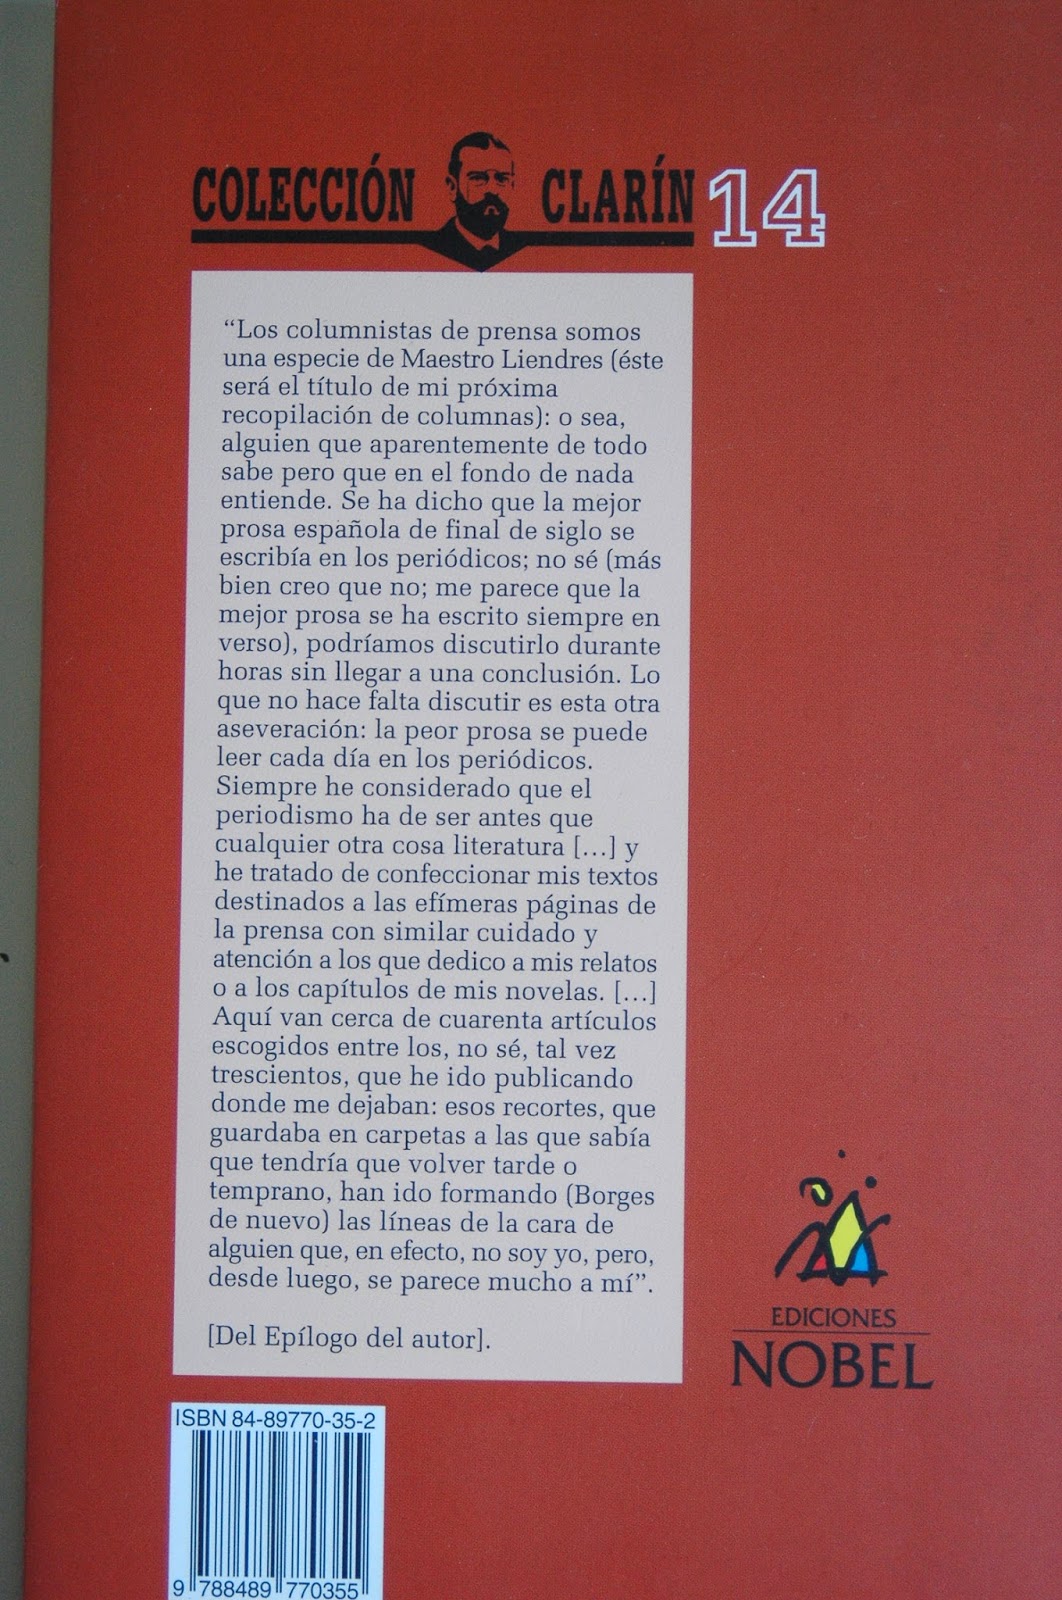 COLECCIÓN CLARÍN 14
“Los columnistas de prensa somos
una especie de Maestro Liendres (éste
será el título de mi próxima
recopilación de columnas): o sea,
alguien que aparentemente de todo
sabe pero que en el fondo de nada
entiende. Se ha dicho que la mejor
prosa española de final de siglo se
escribía en los periódicos; no sé (más
bien creo que no; me parece que la
mejor prosa se ha escrito siempre en
verso), podríamos discutirlo durante
horas sin llegar a una conclusión. Lo
que no hace falta discutir es esta otra
aseveración: la peor prosa se puede
leer cada día en los periódicos.
Siempre he considerado que el
periodismo ha de ser antes que
cualquier otra cosa literatura [...] y
he tratado de confeccionar mis textos
destinados a las efímeras páginas de
la prensa con similar cuidado y
atención a los que dedico a mis relatos
o a los capítulos de mis novelas. [...]
Aquí van cerca de cuarenta artículos
escogidos entre los, no sé, tal vez
trescientos, que he ido publicando
donde me dejaban: esos recortes, que
guardaba en carpetas a las que sabía
que tendría que volver tarde o
temprano, han ido formando (Borges
de nuevo) las líneas de la cara de
alguien que, en efecto, no soy yo, pero,
desde luego, se parece mucho a mí”.
[Del Epílogo del autor].
EDICIONES
NOBEL
ISBN 84-89770-35-2
9 788489 770355